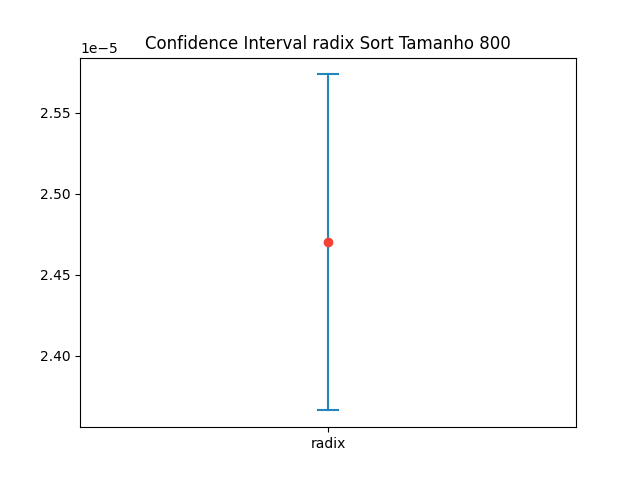 Confidence Interval radix Sort Tamanho 800
1e−5
2.55
2.50
2.45
2.40
radix